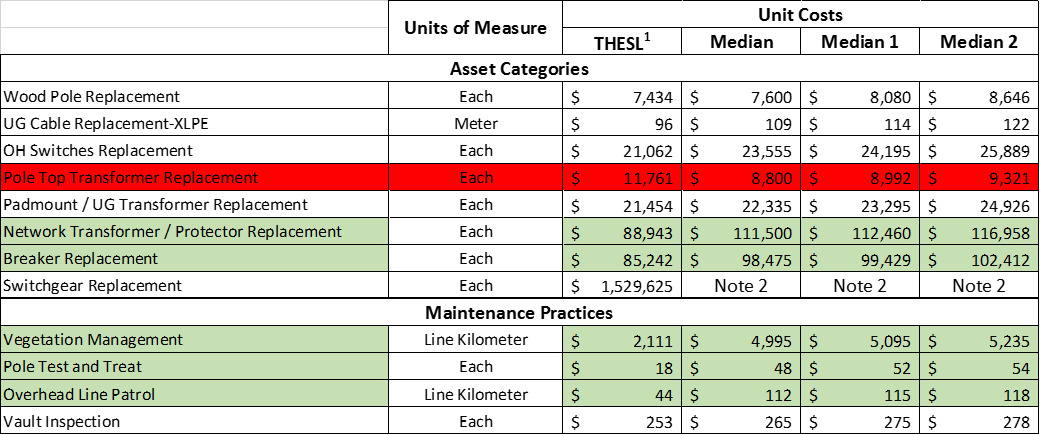 Units of Measure Unit Costs
THESL1 Median Median 1 Median 2
Asset Categories
Wood Pole Replacement Each $ 7,434 $ 7,600 $ 8,080 $ 8,646
UG Cable Replacement-XLPE Meter $ 96 $ 109 $ 114 $ 122
OH Switches Replacement Each $ 21,062 $ 23,555 $ 24,195 $ 25,889
Pole Top Transformer Replacement Each $ 11,761 $ 8,800 $ 8,992 $ 9,321
Padmount / UG Transformer Replacement Each $ 21,454 $ 22,335 $ 23,295 $ 24,926
Network Transformer / Protector Replacement Each $ 88,943 $ 111,500 $ 112,460 $ 116,958
Breaker Replacement Each $ 85,242 $ 98,475 $ 99,429 $ 102,412
Switchgear Replacement Each $ 1,529,625 Note 2 Note 2 Note 2
Maintenance Practices
Vegetation Management Line Kilometer $ 2,111 $ 4,995 $ 5,095 $ 5,235
Pole Test and Treat Each $ 18 $ 48 $ 52 $ 54
Overhead Line Patrol Line Kilometer $ 44 $ 112 $ 115 $ 118
Vault Inspection Each $ 253 $ 265 $ 275 $ 278